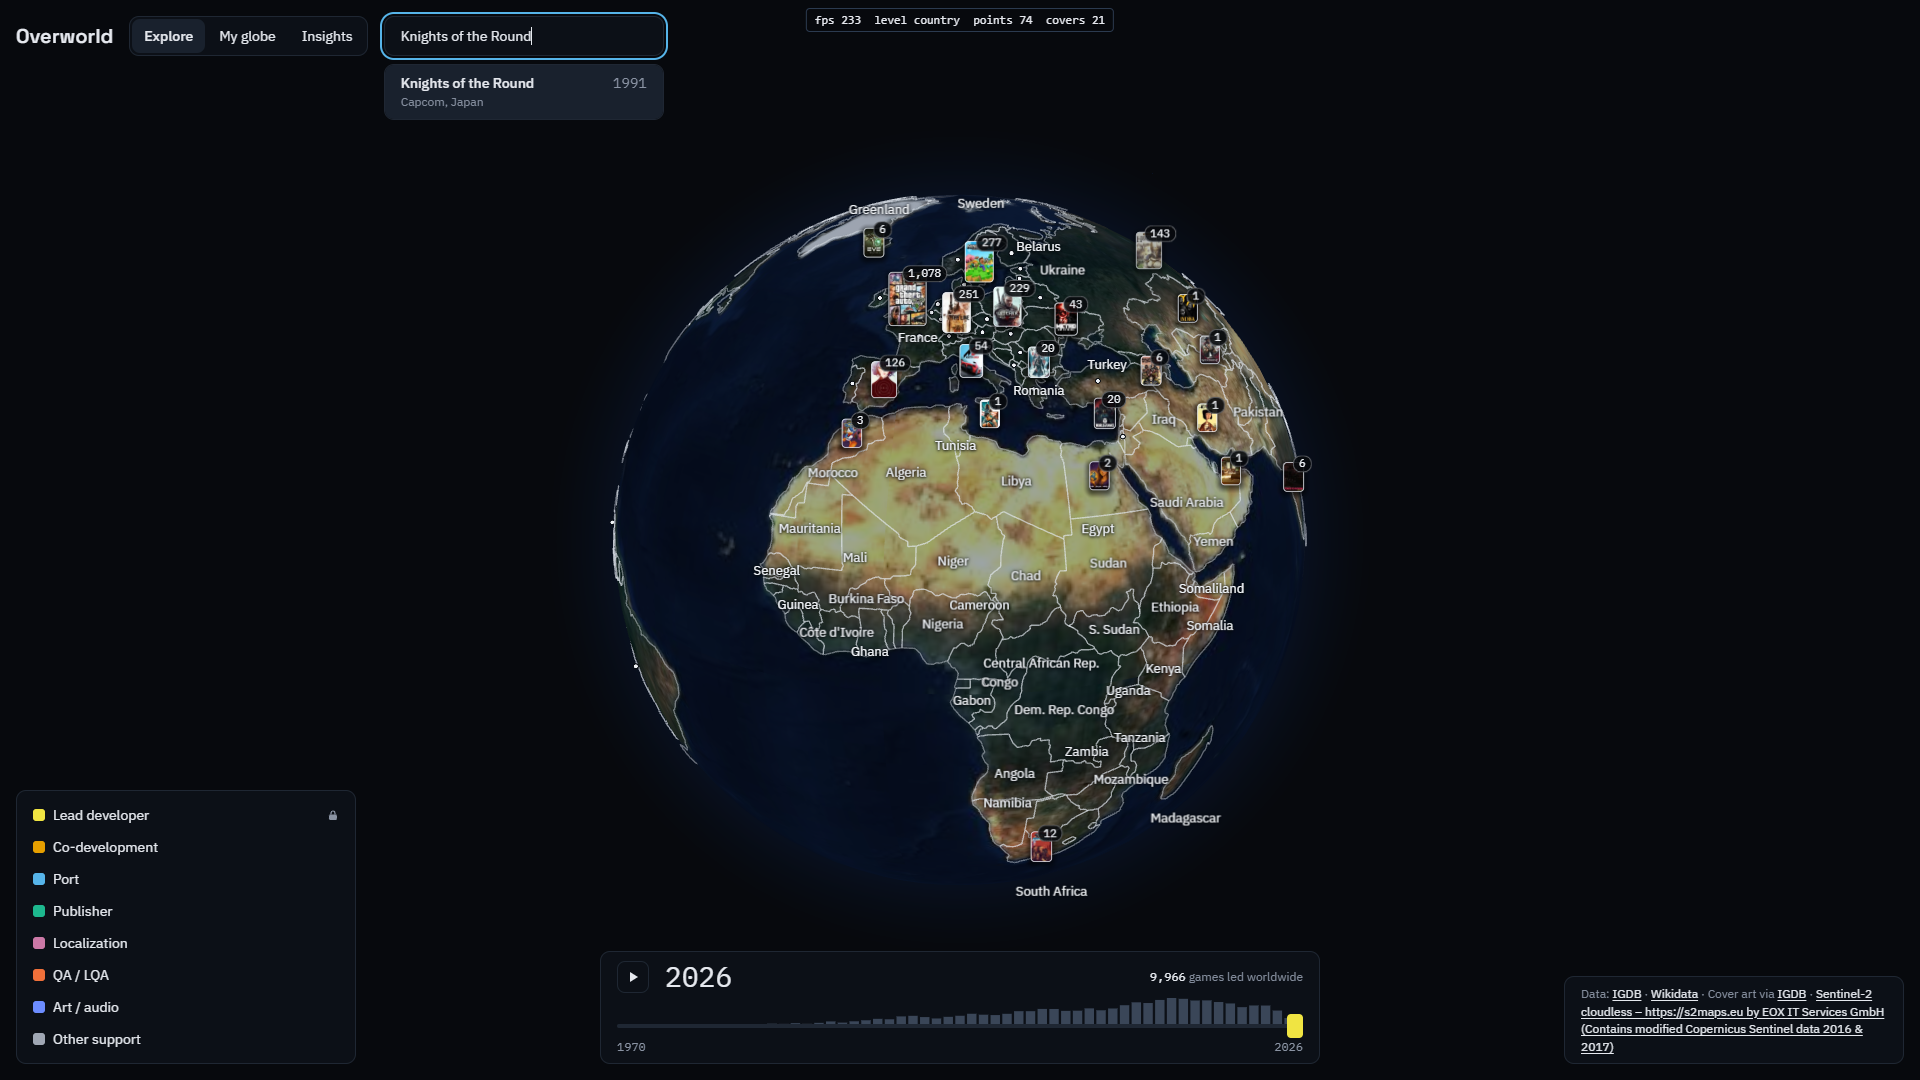 Overworld
Explore
My globe
Insights
Knights of the Round
fps 233 level country points 74 covers 21
Knights of the Round 1991
Capcom, Japan
Greenland
Sweden
6
277
Belarus
143
Ukraine
1,078
251
229
43
1
France
54
20
Turkey
6
1
126
Romania
20
1
3
1
Iraq
Pakistan
Tunisia
Morocco
Algeria
Libya
2
1
6
Saudi Arabia
Mauritania
Egypt
Yemen
Mali
Niger
Chad
Sudan
Senegal
Somaliland
Guinea
Burkina Faso
Cameroon
Ethiopia
Côte d'Ivoire
Nigeria
S. Sudan
Somalia
Ghana
Central African Rep.
Kenya
Congo
Uganda
Gabon
Dem. Rep. Congo
Tanzania
Zambia
Angola
Mozambique
Namibia
Madagascar
12
South Africa
Lead developer
Co-development
Port
Publisher
Localization
QA / LQA
Art / audio
Other support
2026
9,966 games led worldwide
1970
2026
Data: IGDB · Wikidata · Cover art via IGDB · Sentinel-2
cloudless – https://s2maps.eu by EOX IT Services GmbH
(Contains modified Copernicus Sentinel data 2016 &
2017)